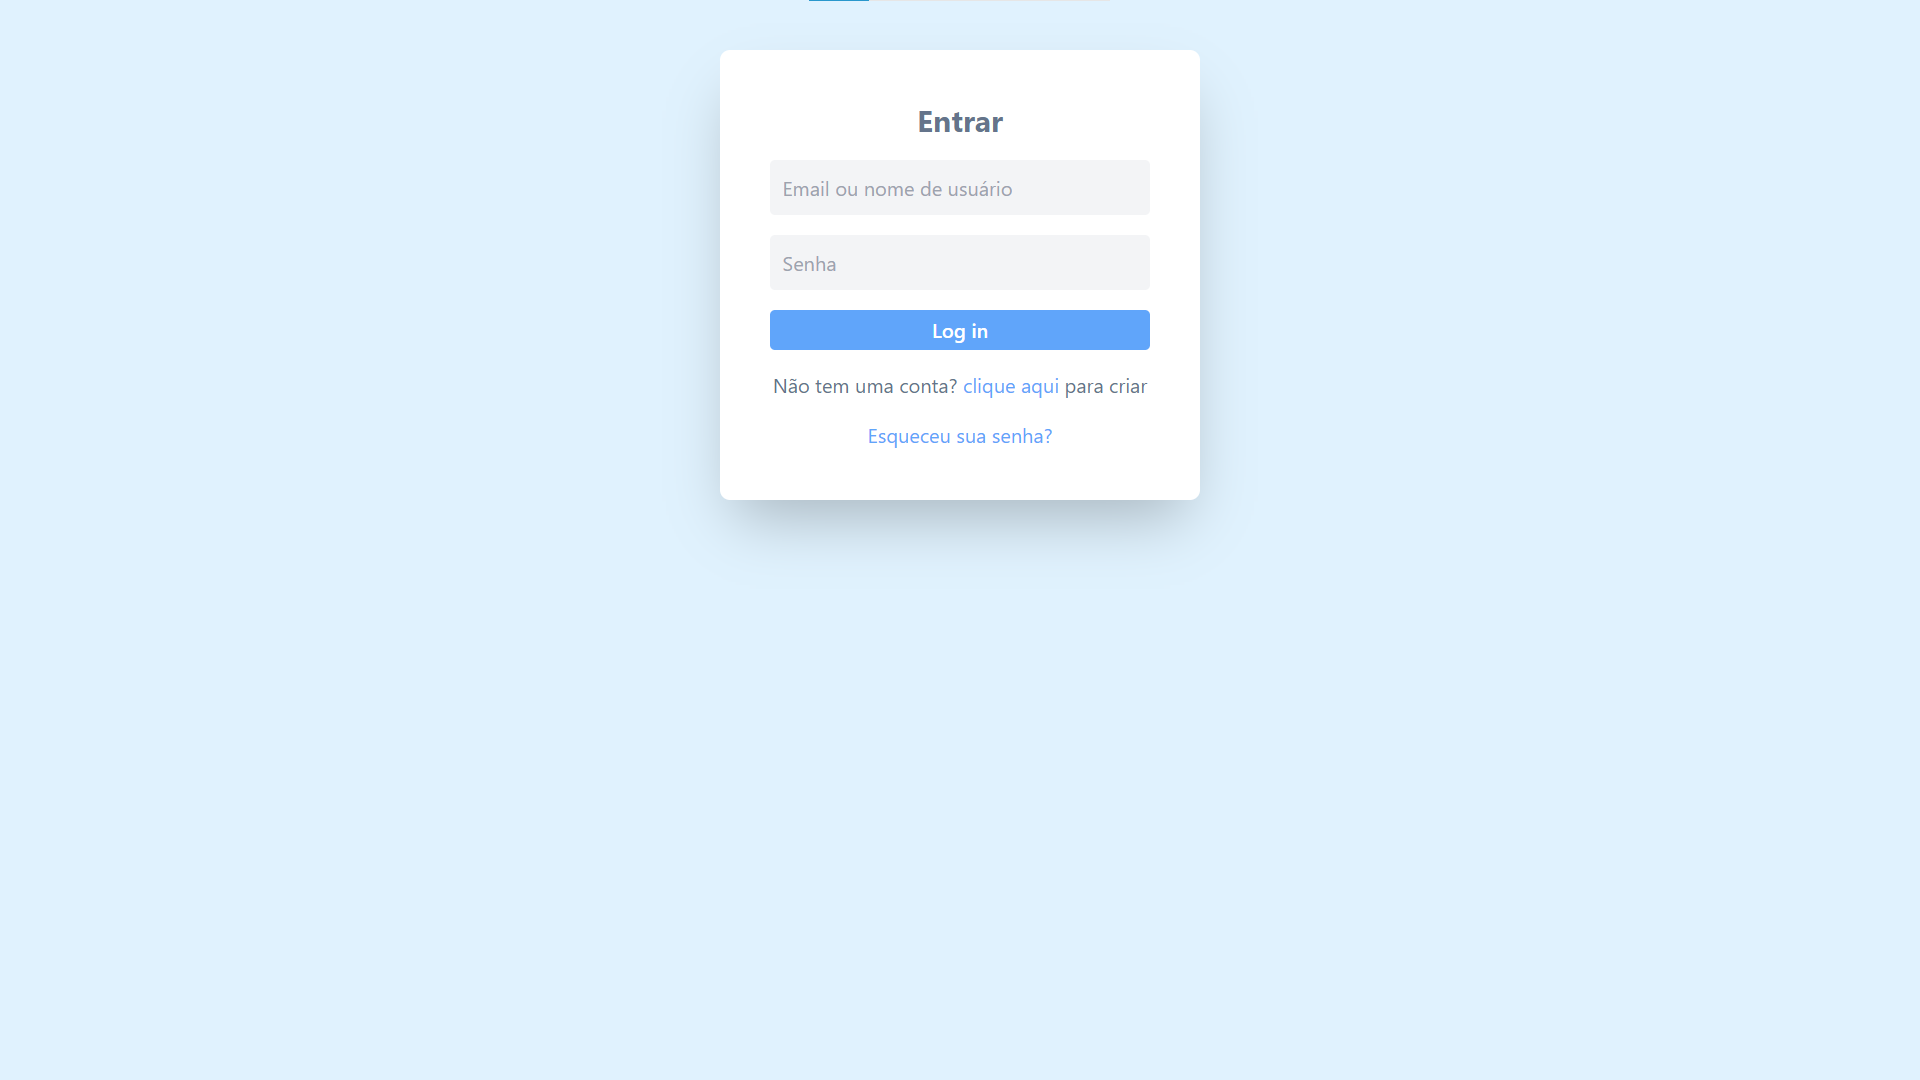 Entrar
Email ou nome de usuário
Senha
Log in
Não tem uma conta? clique aqui para criar
Esqueceu sua senha?